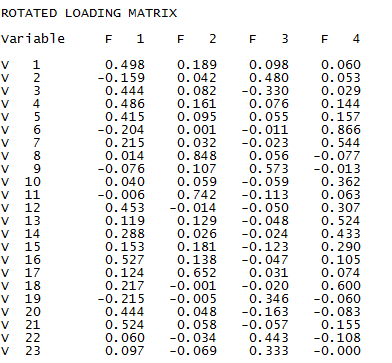 ROTATED LOADING MATRIX
Variable F 1 F 2 F 3 F 4
V 1 0.498 0.189 0.098 0.060
V 2 -0.159 0.042 0.480 0.053
V 3 0.444 0.082 -0.330 0.029
V 4 0.486 0.161 0.076 0.144
V 5 0.415 0.095 0.055 0.157
V 6 -0.204 0.001 -0.011 0.866
V 7 0.215 0.032 -0.023 0.544
V 8 0.014 0.848 0.056 -0.077
V 9 -0.076 0.107 0.573 -0.013
V 10 0.040 0.059 -0.059 0.362
V 11 -0.006 0.742 -0.113 0.063
V 12 0.453 -0.014 -0.050 0.307
V 13 0.119 0.129 -0.048 0.524
V 14 0.288 0.026 -0.024 0.433
V 15 0.153 0.181 -0.123 0.290
V 16 0.527 0.138 -0.047 0.105
V 17 0.124 0.652 0.031 0.074
V 18 0.217 -0.001 -0.020 0.600
V 19 -0.215 -0.005 0.346 -0.060
V 20 0.444 0.048 -0.163 -0.083
V 21 0.524 0.058 -0.057 0.155
V 22 0.060 -0.034 0.443 -0.108
V 23 0.097 -0.069 0.333 -0.000